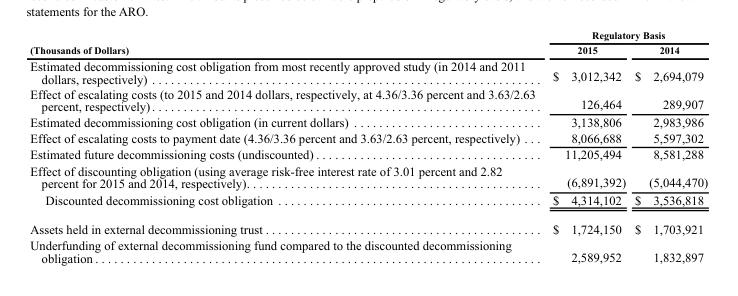 statements for the ARO.
Regulatory Basis
(Thousands of Dollars) 2015 2014
Estimated decommissioning cost obligation from most recently approved study (in 2014 and 2011
dollars, respectively) $ 3,012,342 $ 2,694,079
Effect of escalating costs (to 2015 and 2014 dollars, respectively, at 4.36/3.36 percent and 3.63/2.63
percent, respectively) 126,464 289,907
Estimated decommissioning cost obligation (in current dollars) 3,138,806 2,983,986
Effect of escalating costs to payment date (4.36/3.36 percent and 3.63/2.63 percent, respectively) 8,066,688 5,597,302
Estimated future decommissioning costs (undiscounted) 11,205,494 8,581,288
Effect of discounting obligation (using average risk-free interest rate of 3.01 percent and 2.82
percent for 2015 and 2014, respectively) (6,891,392) (5,044,470)
Discounted decommissioning cost obligation $ 4,314,102 $ 3,536,818
Assets held in external decommissioning trust $ 1,724,150 $ 1,703,921
Underfunding of external decommissioning fund compared to the discounted decommissioning
obligation 2,589,952 1,832,897